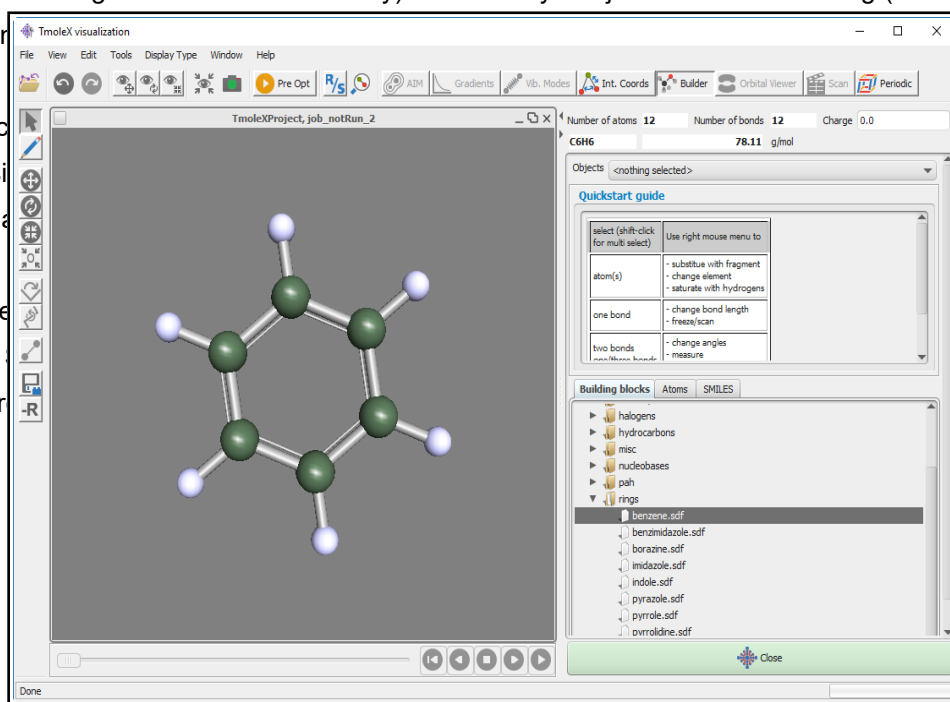 TmoleX visualization
File View Edit Tools Display Type Window Help
Pre Opt R/S AIM Gradients Vib. Modes Int. Coords Builder Orbital Viewer Scan Periodic
TmoleXProject, job_notRun_2
Number of atoms 12 Number of bonds 12 Charge 0.0
C6H6 78.11 g/mol
Objects <nothing selected>
Quickstart guide
select (shift-click for multi select) Use right mouse menu to
atom(s)
- substitue with fragment
- change element
- saturate with hydrogens
one bond
- change bond length
- freeze/scan
two bonds
- change angles
- measure
-R
Building blocks Atoms SMILES
halogens
hydrocarbons
misc
nucleobases
pah
rings
benzene.sdf
benzimidazole.sdf
borazine.sdf
imidazole.sdf
indole.sdf
pyrazole.sdf
pyrrole.sdf
pyrrolidine.sdf
Close
Done